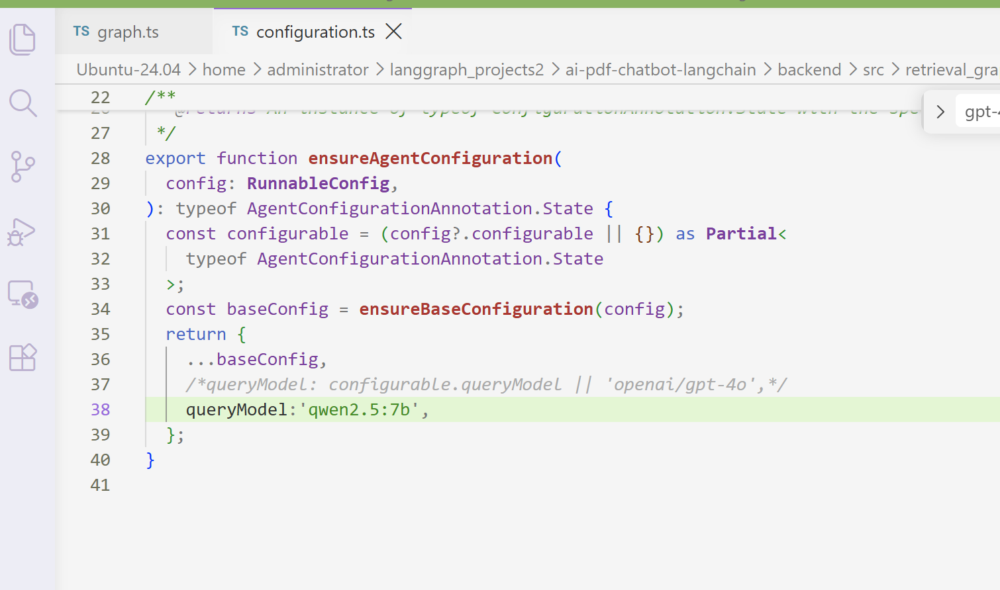 TS graph.ts
TS configuration.ts
Ubuntu-24.04 > home > administrator > langgraph_projects2 > ai-pdf-chatbot-langchain > backend > src > retrieval_gra
22 /**
gpt-4
27 */
28 export function ensureAgentConfiguration(
29 config: RunnableConfig,
30 ): typeof AgentConfigurationAnnotation.State {
31 const configurable = (config?.configurable || {}) as Partial<
32 typeof AgentConfigurationAnnotation.State
33 >;
34 const baseConfig = ensureBaseConfiguration(config);
35 return {
36 ...baseConfig,
37 /*queryModel: configurable.queryModel || 'openai/gpt-4o',*/
38 queryModel:'qwen2.5:7b',
39 };
40 }
41